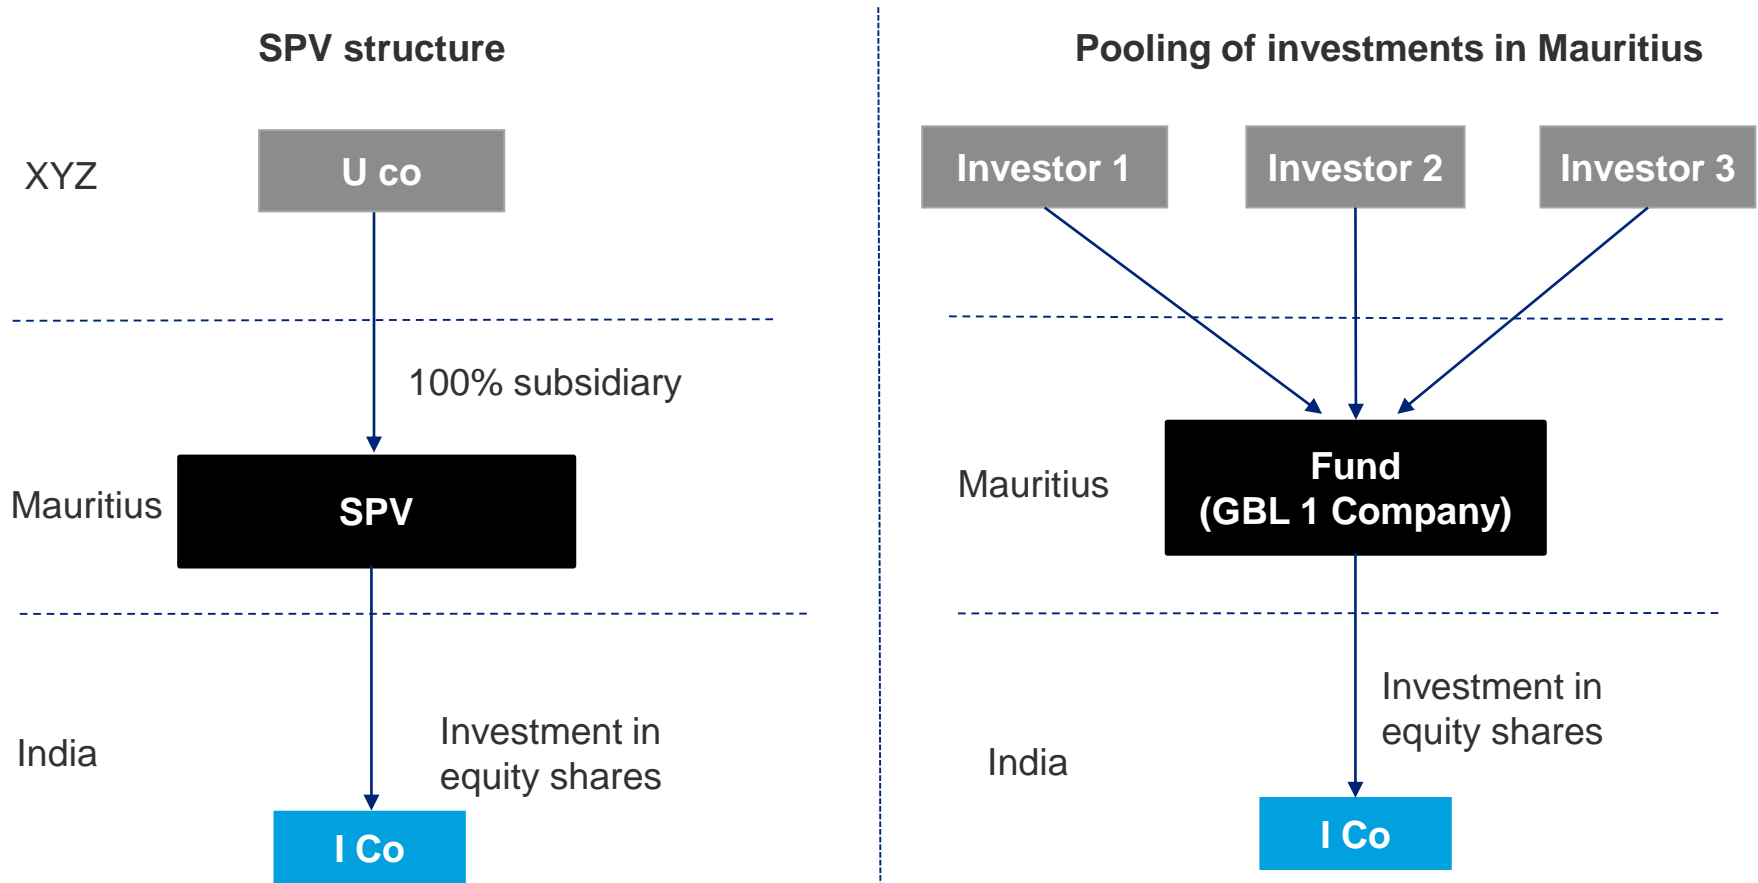 SPV structure
XYZ
U co
100% subsidiary
Mauritius
SPV
India
Investment in
equity shares
I Co
Pooling of investments in Mauritius
Investor 1
Investor 2
Investor 3
Mauritius
Fund
(GBL 1 Company)
Investment in
equity shares
India
I Co